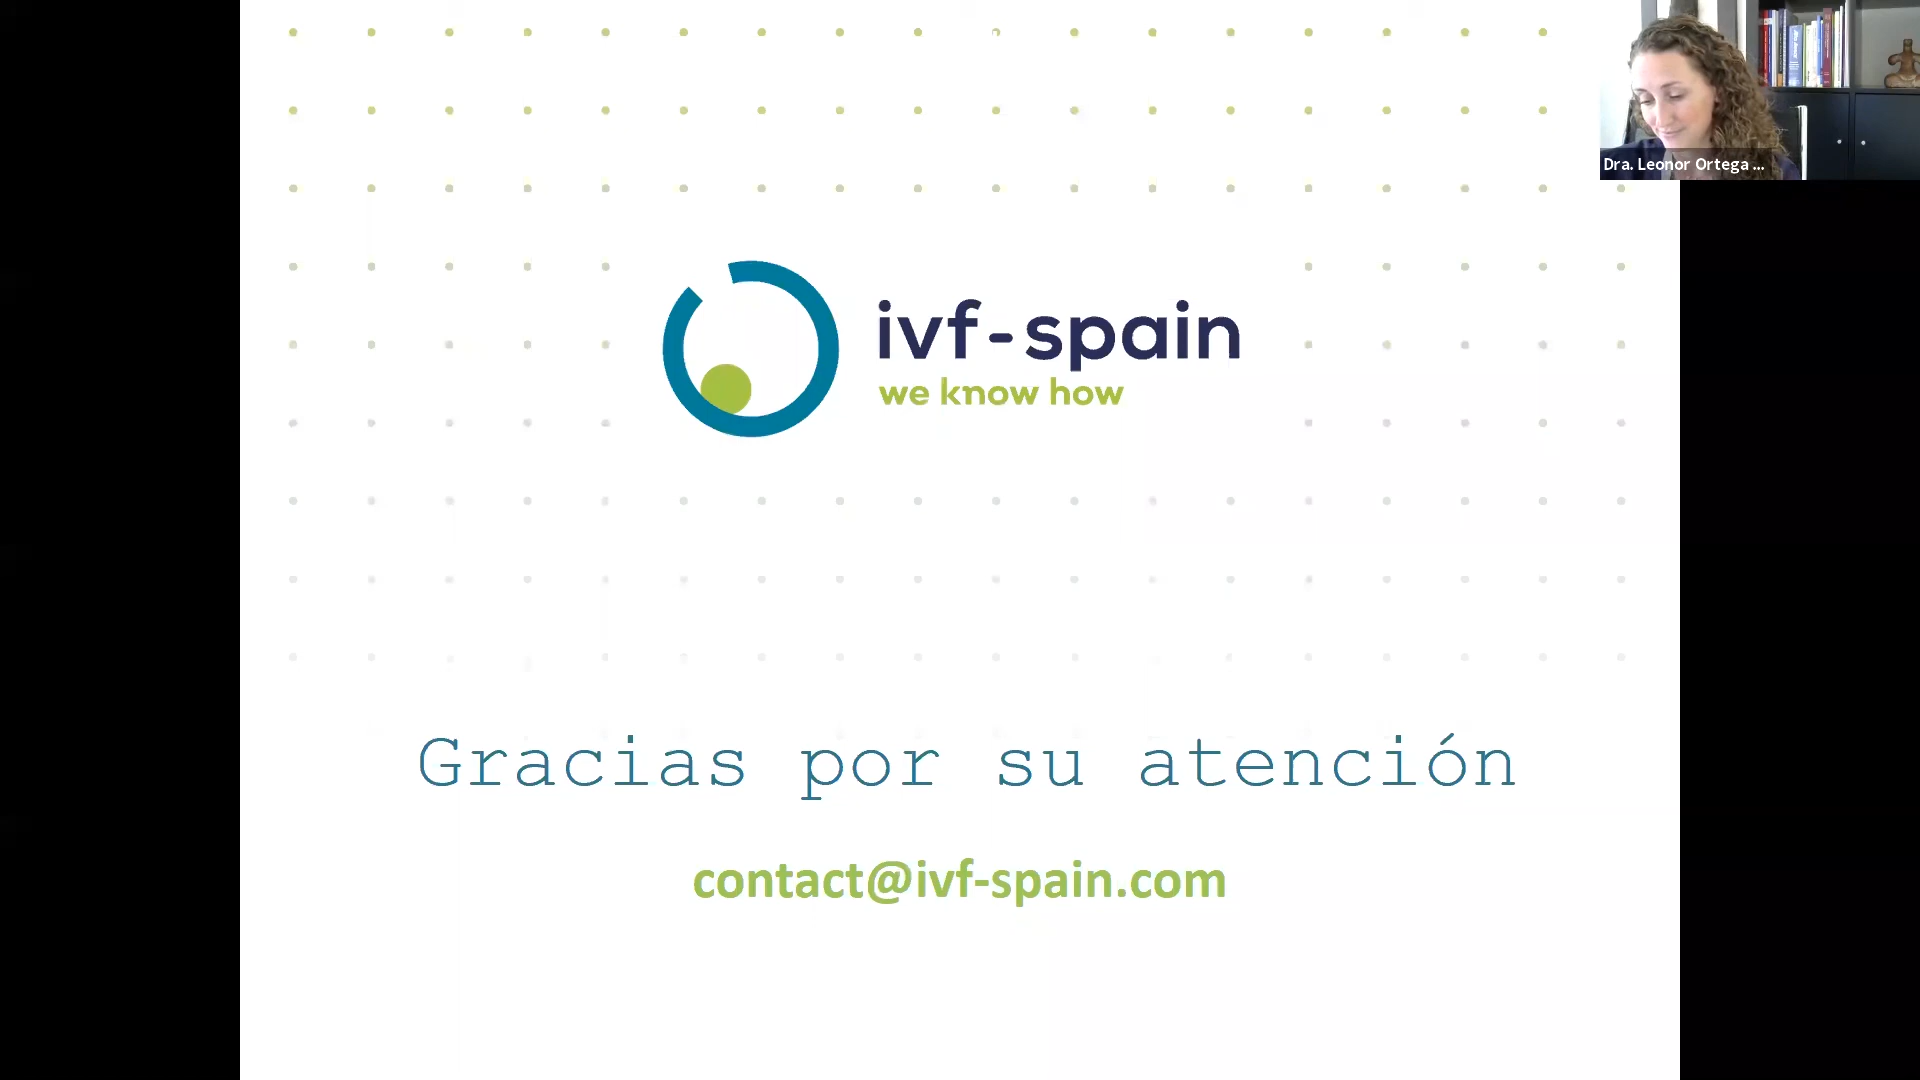 Dra. Leonor Ortega ...
ivf-spain
we know how
Gracias por su atención
contact@ivf-spain.com